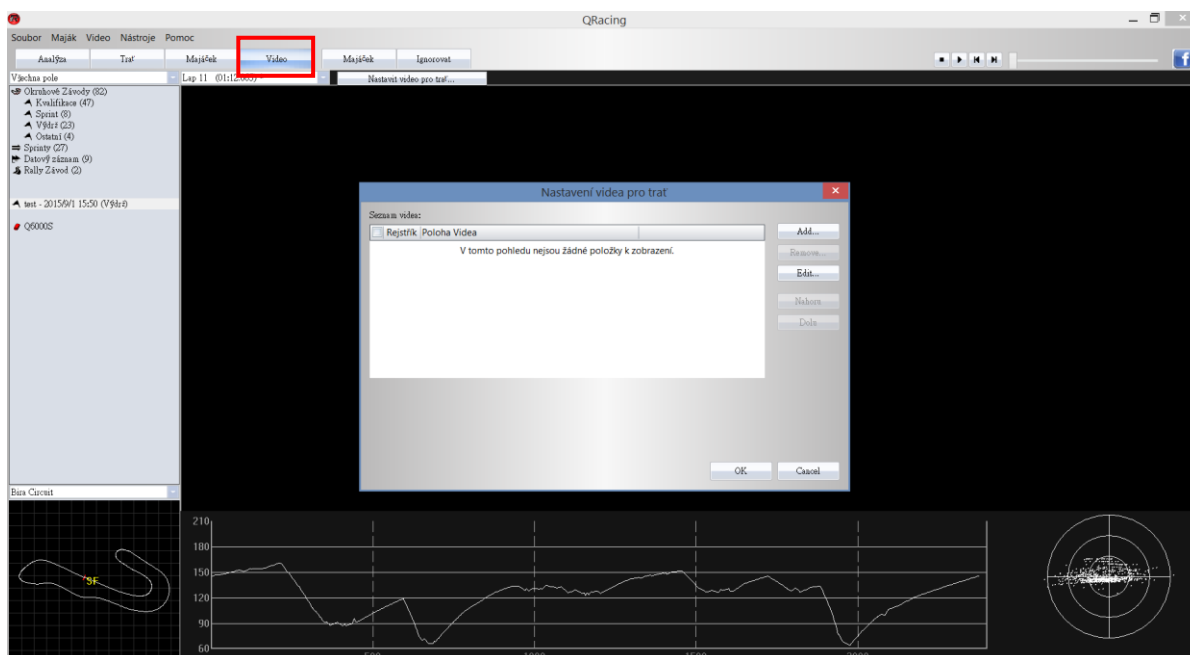 QRacing
Soubor Maják Video Nástroje Pomoc
Analýza Trať Majáček Video Majáček Ignorovat
Všechna pole Lap 11 (01:12.603) Nastavit video pro trať...
Okruhové Závody (82)
Kvalifikace (47)
Sprint (8)
Výdrž (23)
Ostatní (4)
Sprinty (27)
Datový záznam (9)
Rally Závod (2)
test - 2015/9/1 15:50 (Výdrž)
Q6000S
Nastavení videa pro trať
Seznam videa:
Rejstřík Poloha Videa
V tomto pohledu nejsou žádné položky k zobrazení.
Add...
Remove...
Edit...
Nahoru
Dolu
OK Cancel
Bira Circuit
SF
210
180
150
120
90
60
500 1000 1500 2000